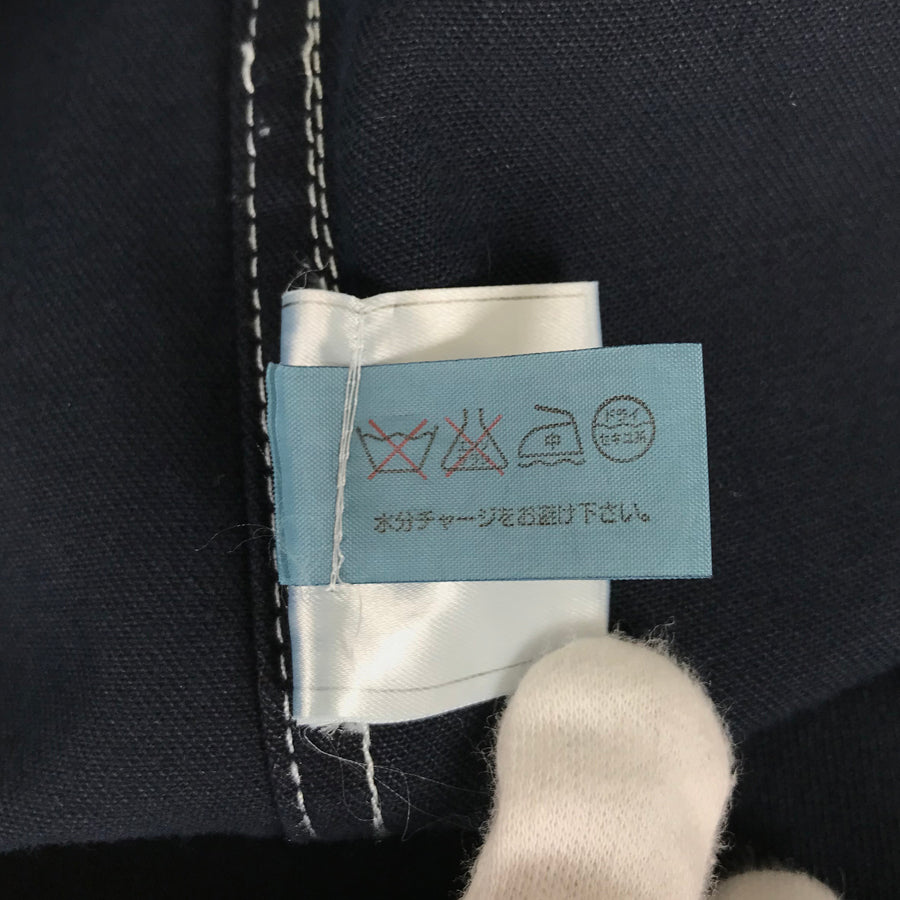 中
ドライ
セキユ系
水分チャージをお避け下さい。